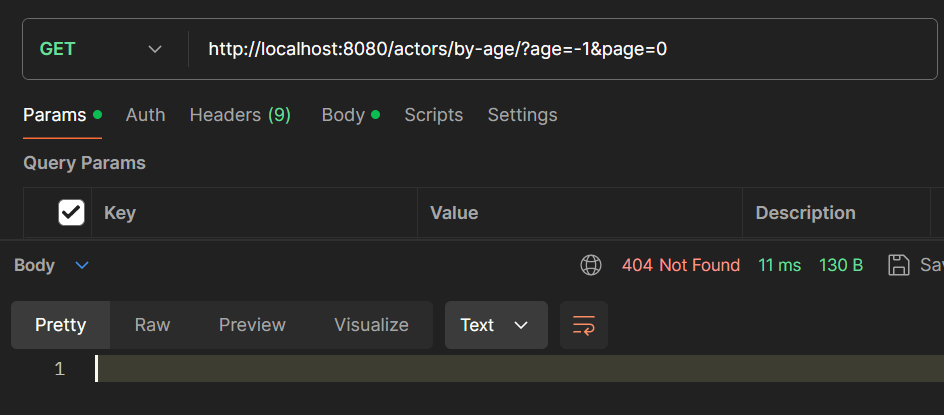 GET http://localhost:8080/actors/by-age/?age=-1&page=0
Params Auth Headers (9) Body Scripts Settings
Query Params
Key Value Description
Body 404 Not Found 11 ms 130 B Sav
Pretty Raw Preview Visualize Text
1